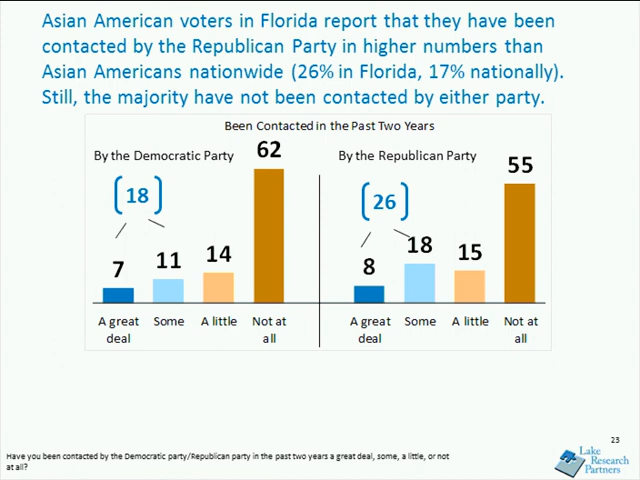 Asian American voters in Florida report that they have been
contacted by the Republican Party in higher numbers than
Asian Americans nationwide (26% in Florida, 17% nationally).
Still, the majority have not been contacted by either party.
Been Contacted in the Past Two Years
By the Democratic Party
62
18
7
11
14
A great
deal
Some
A little
Not at
all
By the Republican Party
55
26
8
18
15
A great
deal
Some
A little
Not at
all
23
Have you been contacted by the Democratic party/Republican party in the past two years a great deal, some, a little, or not
at all?
Lake
Research
Partners